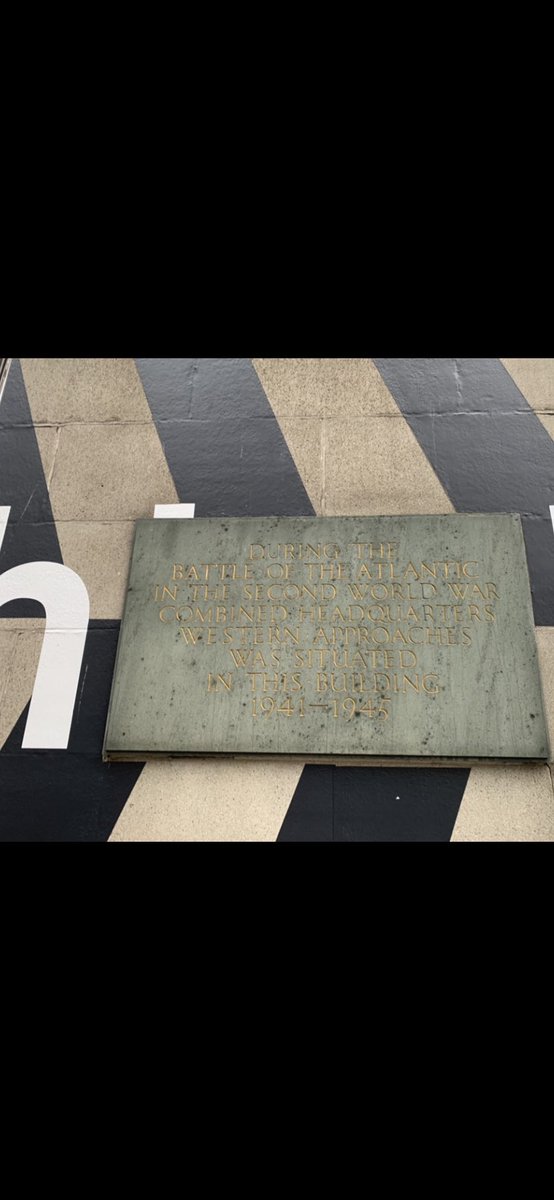 DURING THE
BATTLE OF THE ATLANTIC
IN THE SECOND WORLD WAR
COMBINED HEADQUARTERS
WESTERN APPROACHES
WAS SITUATED
IN THIS BUILDING
1941–1945